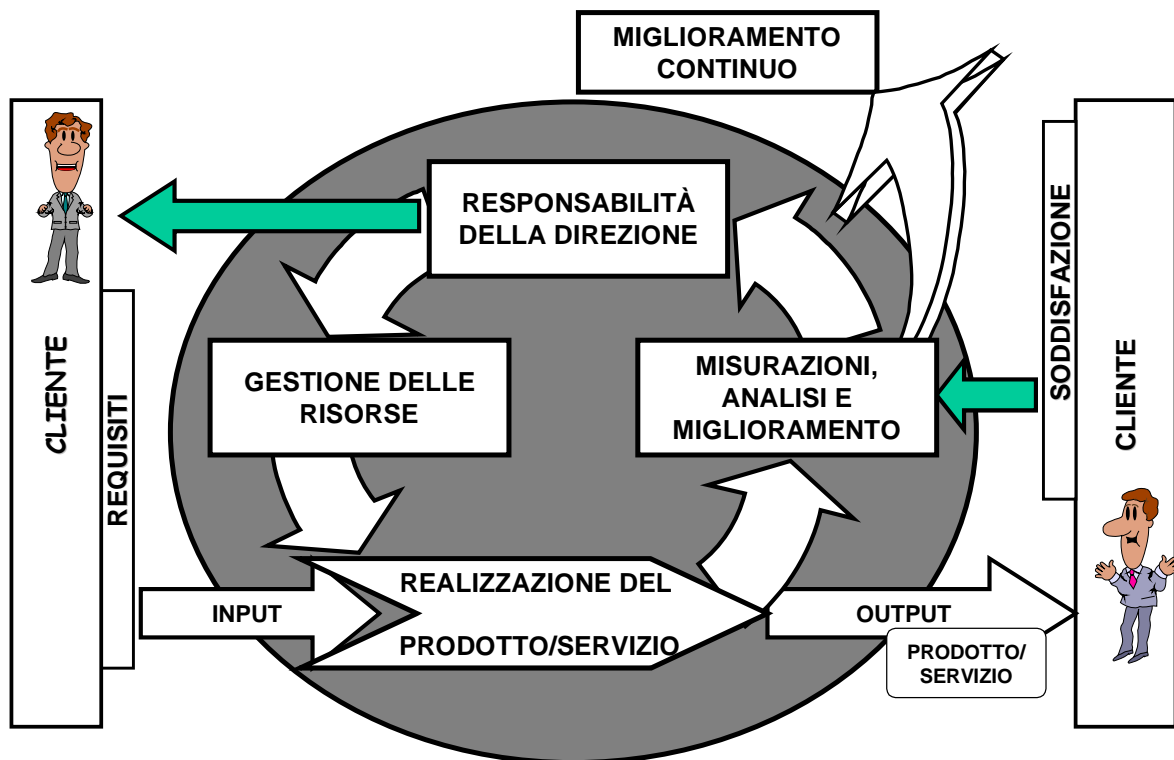 MIGLIORAMENTO
CONTINUO
RESPONSABILITÀ
DELLA DIREZIONE
CLIENTE
REQUISITI
GESTIONE DELLE
RISORSE
MISURAZIONI,
ANALISI E
MIGLIORAMENTO
SODDISFAZIONE
CLIENTE
INPUT
REALIZZAZIONE DEL
PRODOTTO/SERVIZIO
OUTPUT
PRODOTTO/
SERVIZIO